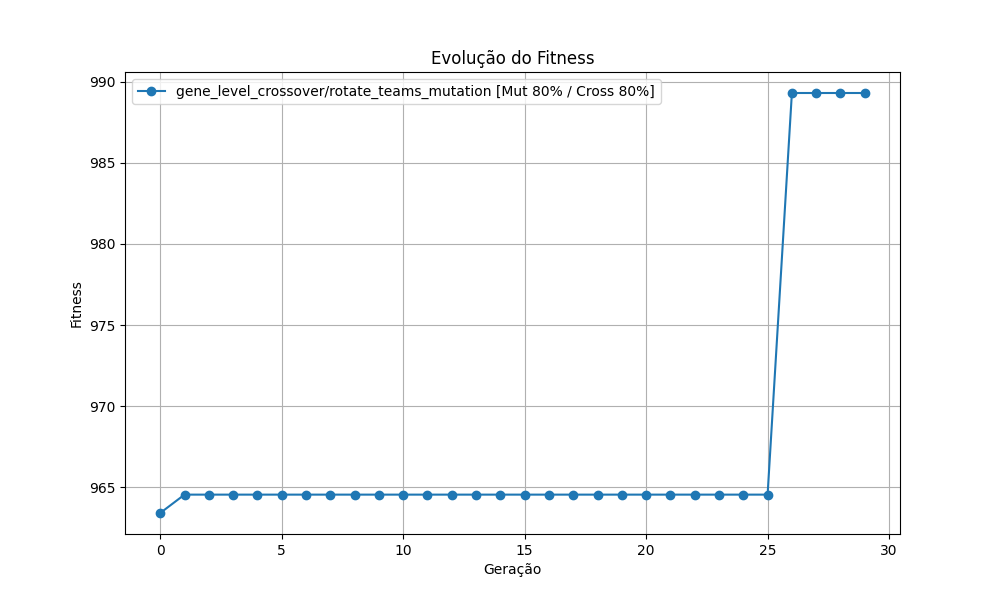 Evolução do Fitness
gene_level_crossover/rotate_teams_mutation [Mut 80% / Cross 80%]
Fitness
990
985
980
975
970
965
0 5 10 15 20 25 30
Geração